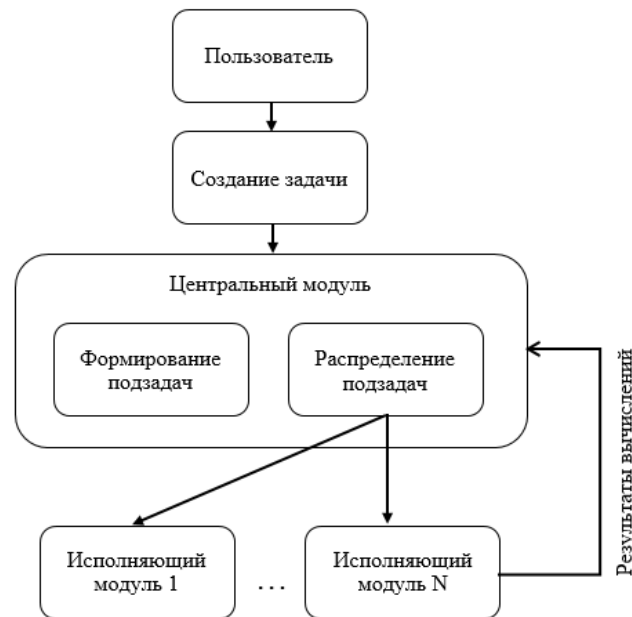 Пользователь
Создание задачи
Центральный модуль
Формирование
подзадач
Распределение
подзадач
Результаты вычислений
Исполняющий
модуль 1
...
Исполняющий
модуль N